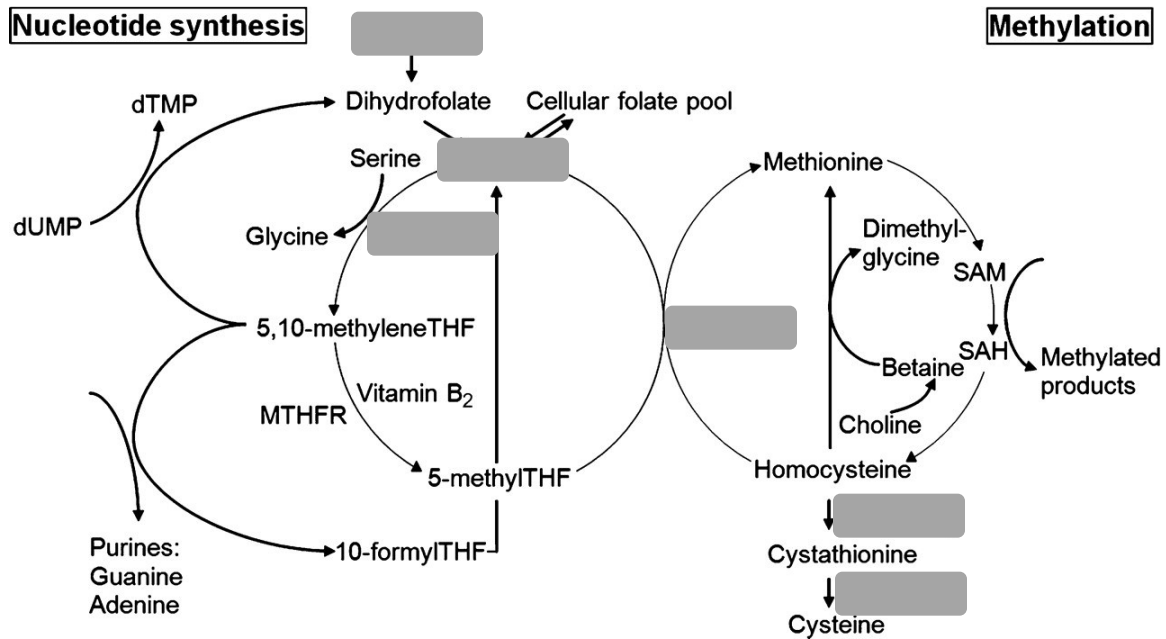 Nucleotide synthesis
Methylation
dTMP
Dihydrofolate
Cellular folate pool
Serine
Methionine
dUMP
Glycine
Dimethyl-
glycine
SAM
5,10-methyleneTHF
SAH
Betaine
Methylated
products
Vitamin B₂
MTHFR
Choline
5-methylTHF
Homocysteine
10-formylTHF
Purines:
Guanine
Adenine
Cystathionine
Cysteine